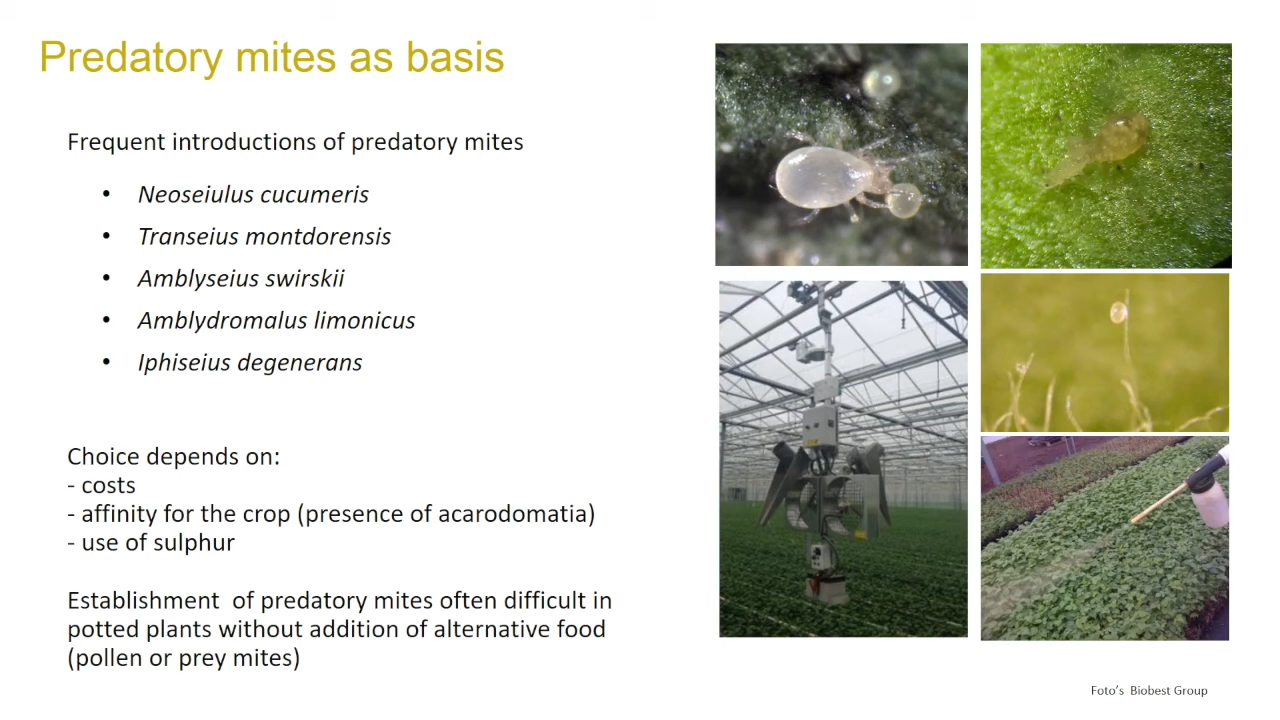 Predatory mites as basis
Frequent introductions of predatory mites
• Neoseiulus cucumeris
• Transeius montdorensis
• Amblyseius swirskii
• Amblydromalus limonicus
• Iphiseius degenerans
Choice depends on:
- costs
- affinity for the crop (presence of acarodomatia)
- use of sulphur
Establishment  of predatory mites often difficult in
potted plants without addition of alternative food
(pollen or prey mites)
Foto's  Biobest Group